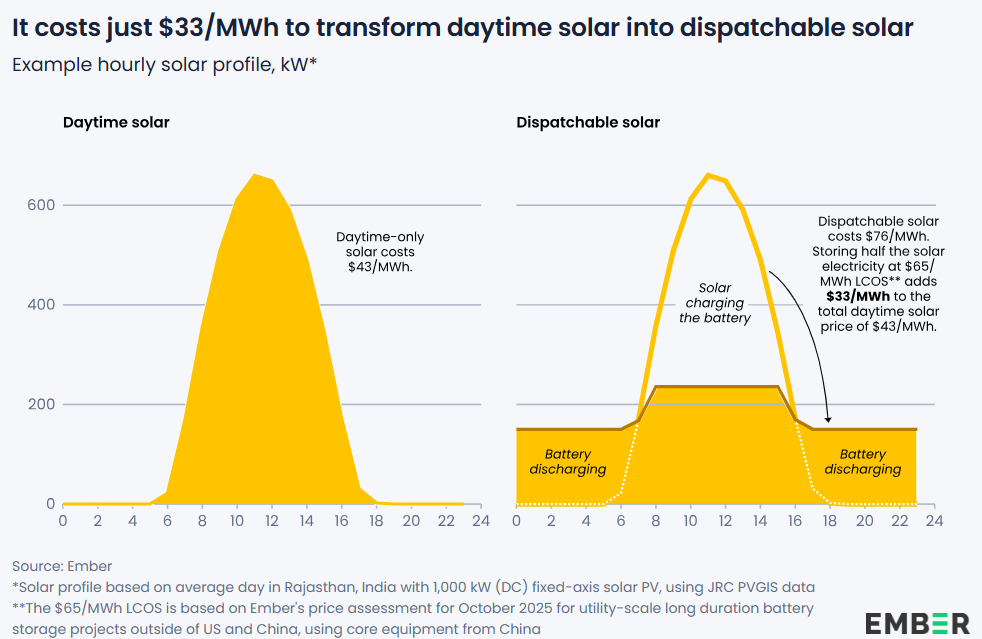 It costs just $33/MWh to transform daytime solar into dispatchable solar
Example hourly solar profile, kW*
Daytime solar
600
400
200
0
0 2 4 6 8 10 12 14 16 18 20 22 24
Daytime-only
solar costs
$43/MWh.
Dispatchable solar
Solar
charging
the battery
Dispatchable solar
costs $76/MWh.
Storing half the solar
electricity at $65/
MWh LCOS** adds
$33/MWh to the
total daytime solar
price of $43/MWh.
Battery
discharging
Battery
discharging
0 2 4 6 8 10 12 14 16 18 20 22 24
Source: Ember
*Solar profile based on average day in Rajasthan, India with 1,000 kW (DC) fixed-axis solar PV, using JRC PVGIS data
**The $65/MWh LCOS is based on Ember's price assessment for October 2025 for utility-scale long duration battery
storage projects outside of US and China, using core equipment from China
EMBER